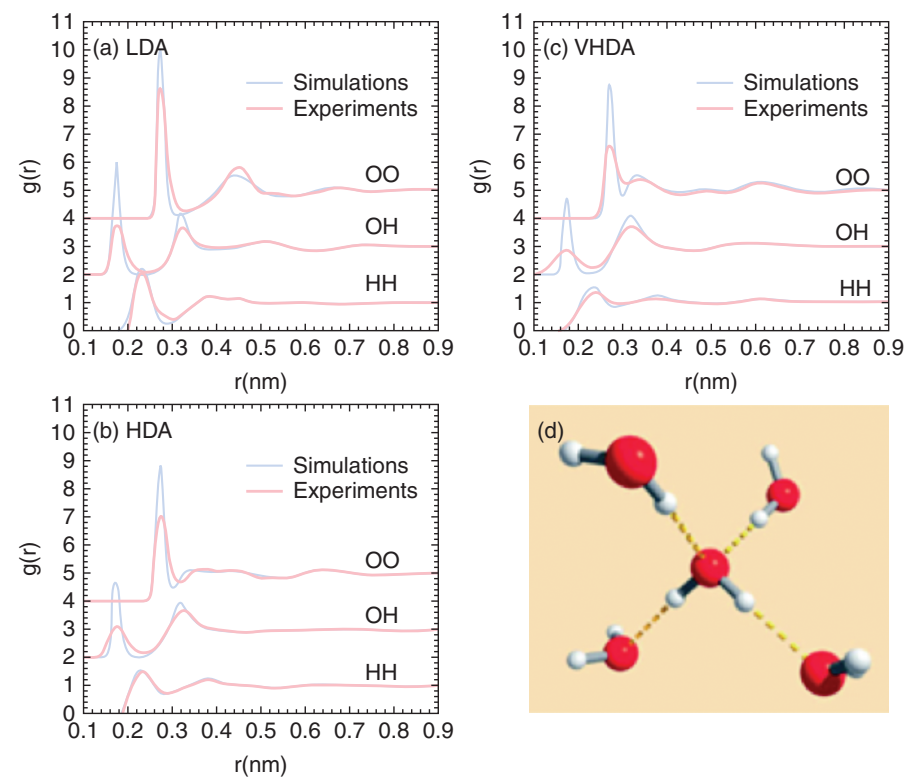 (a) LDA
Simulations
Experiments
OO
OH
HH
g(r)
11
10
9
8
7
6
5
4
3
2
1
0
0.1 0.2 0.3 0.4 0.5 0.6 0.7 0.8 0.9
r(nm)
(c) VHDA
Simulations
Experiments
OO
OH
HH
g(r)
11
10
9
8
7
6
5
4
3
2
1
0
0.1 0.2 0.3 0.4 0.5 0.6 0.7 0.8 0.9
r(nm)
(b) HDA
Simulations
Experiments
OO
OH
HH
g(r)
11
10
9
8
7
6
5
4
3
2
1
0
0.1 0.2 0.3 0.4 0.5 0.6 0.7 0.8 0.9
r(nm)
(d)